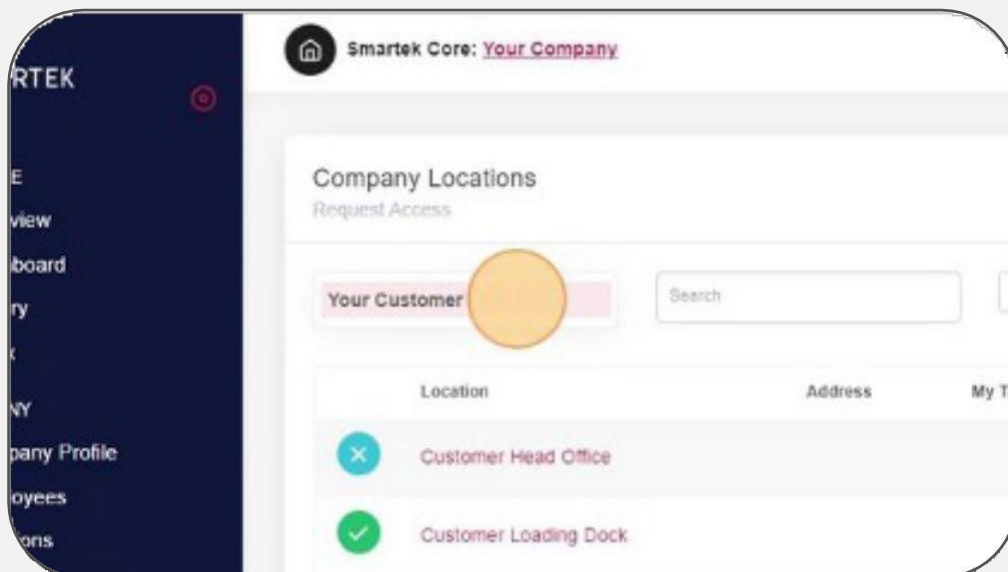 RTEK
Smartek Core: Your Company
E
view
board
ry
NY
pany Profile
oyees
ons
Company Locations
Request Access
Your Customer
Search
Location Address My T
Customer Head Office
Customer Loading Dock